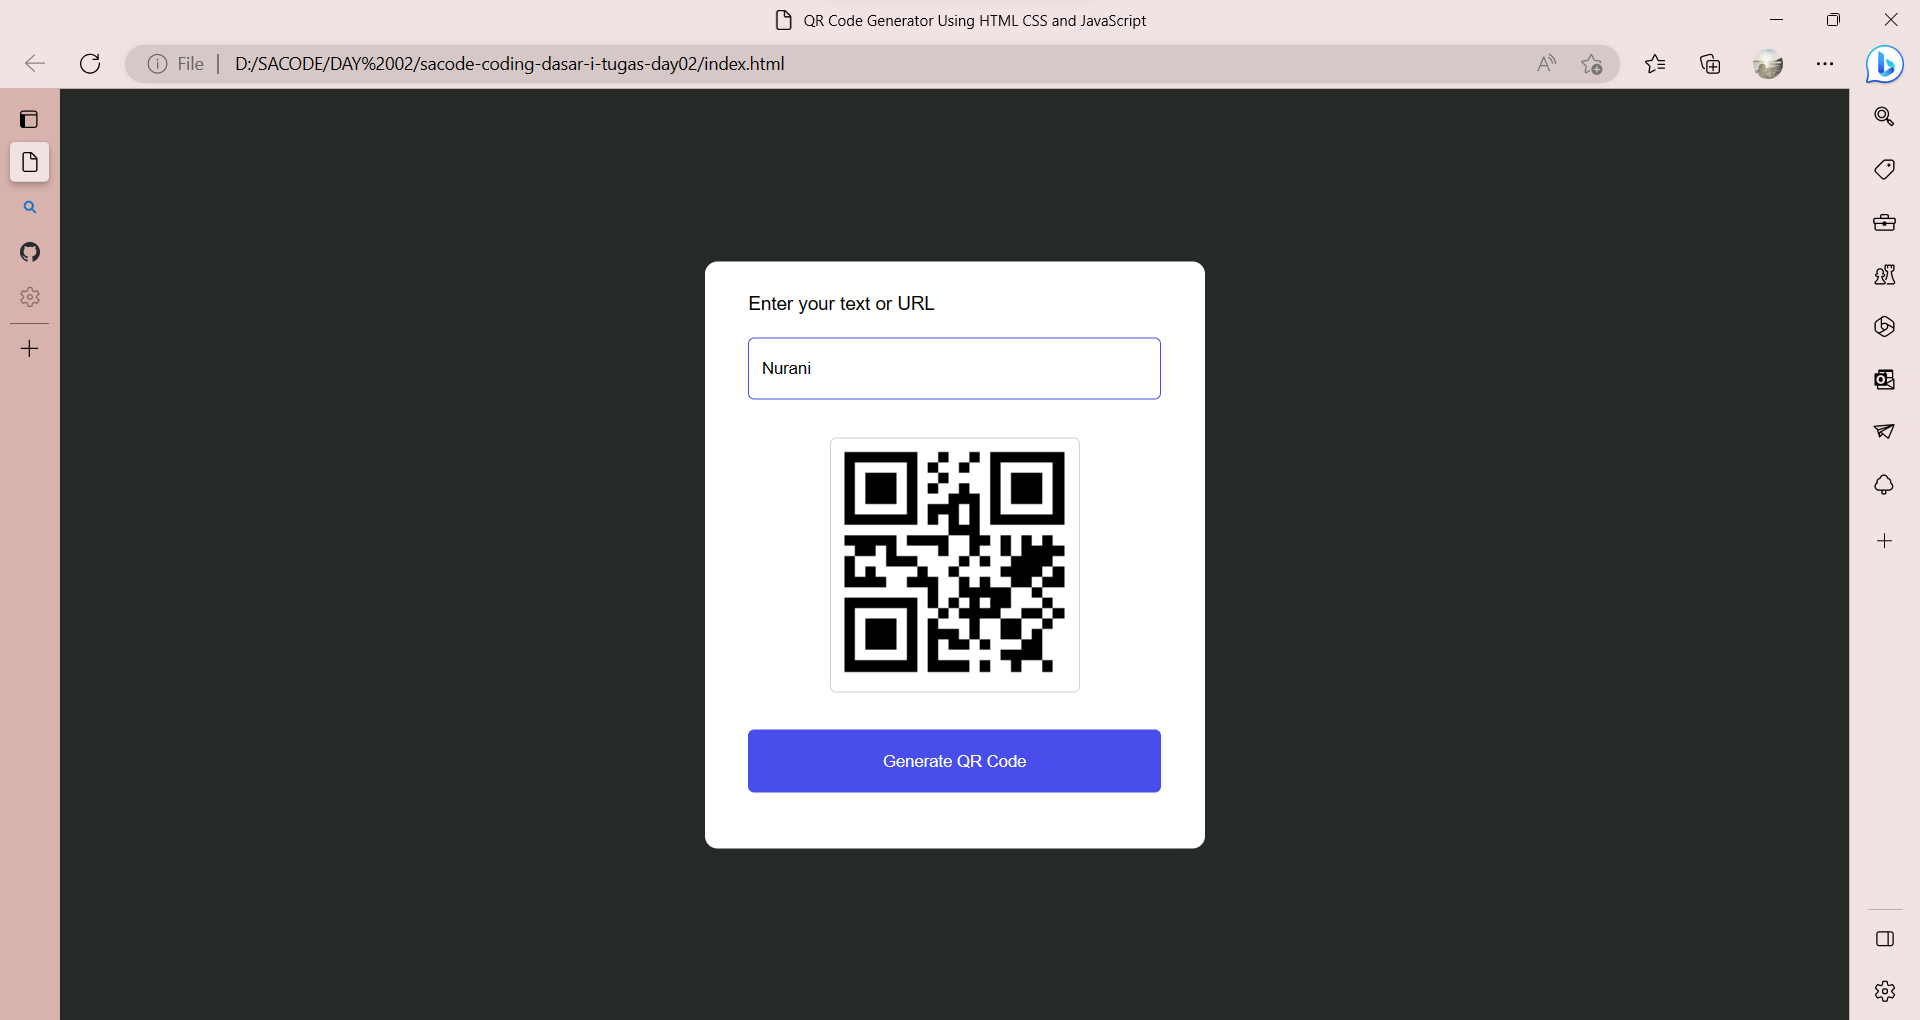 QR Code Generator Using HTML CSS and JavaScript
File
D:/SACODE/DAY%2002/sacode-coding-dasar-i-tugas-day02/index.html
Enter your text or URL
Nurani
Generate QR Code